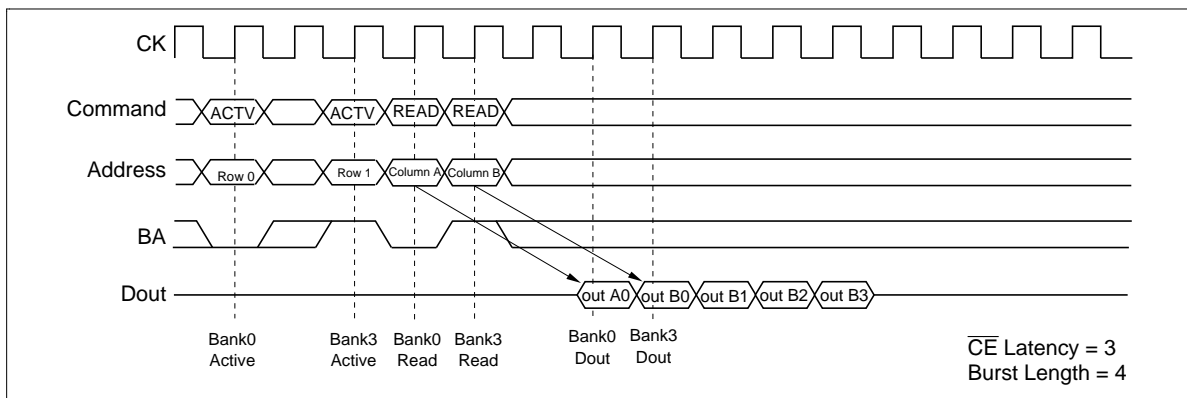 CK
Command
ACTV
ACTV
READ
READ
Address
Row 0
Row 1
Column A
Column B
BA
Dout
out A0
out B0
out B1
out B2
out B3
Bank0
Active
Bank3
Active
Bank0
Read
Bank3
Read
Bank0
Dout
Bank3
Dout
CE Latency = 3
Burst Length = 4